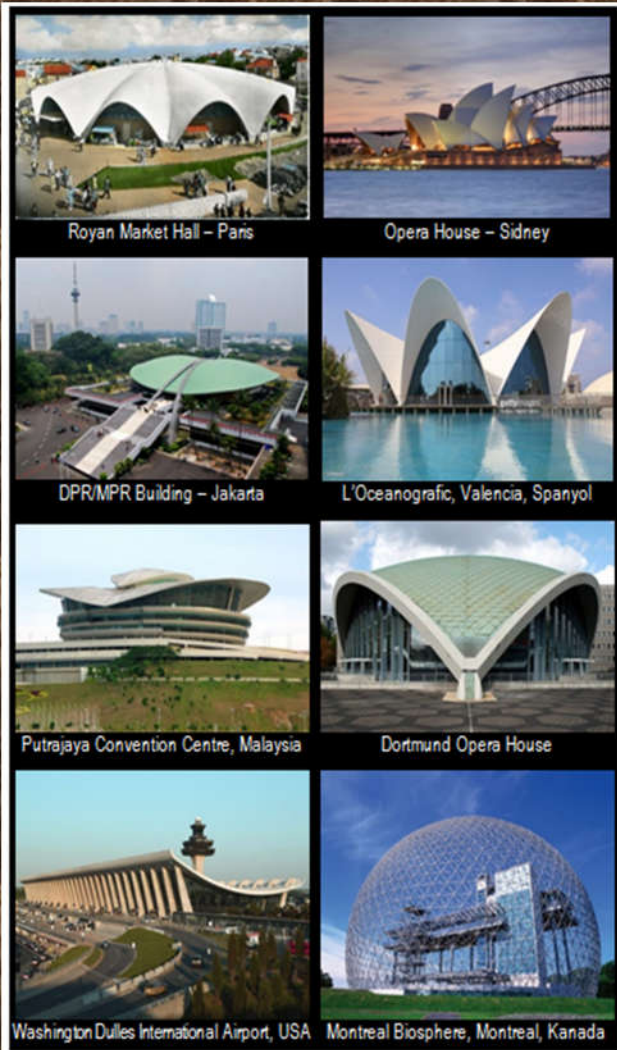 Royan Market Hall – Paris
Opera House – Sidney
DPR/MPR Building – Jakarta
L'Oceanografic, Valencia, Spanyol
Putrajaya Convention Centre, Malaysia
Dortmund Opera House
Washington Dulles International Airport, USA
Montreal Biosphere, Montreal, Kanada